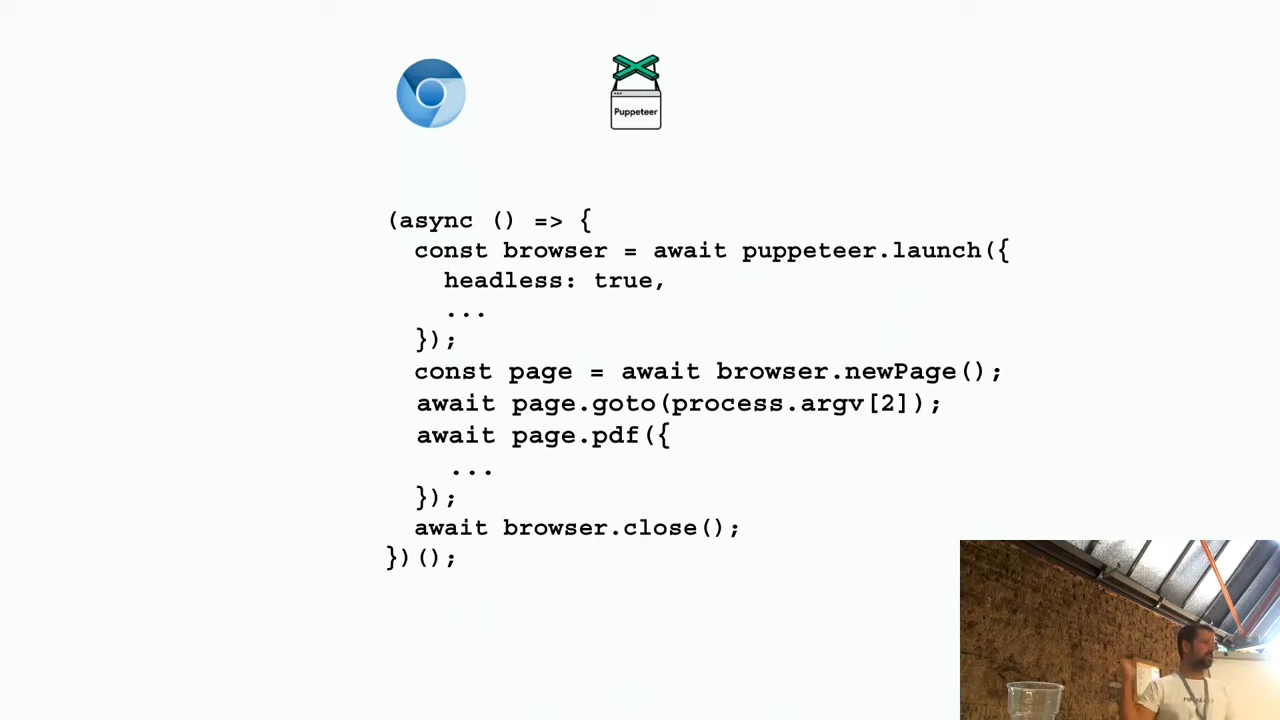 Puppeteer
(async () => {
const browser = await puppeteer.launch({
headless: true,
...
});
const page = await browser.newPage();
await page.goto(process.argv[2]);
await page.pdf({
...
});
await browser.close();
})();